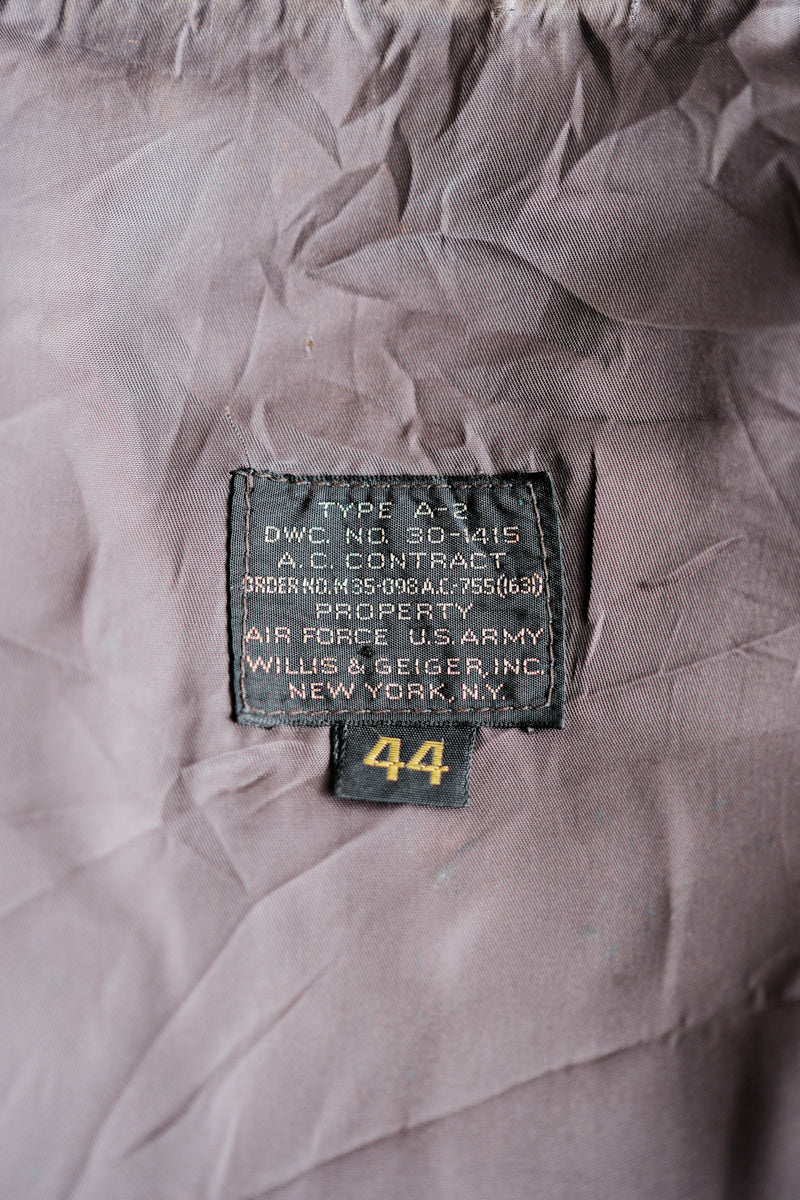 TYPE A-2
DWG. NO. 30-1415
A.C. CONTRACT
ORDER NO. M35-098 A.C.-755(1631)
PROPERTY
AIR FORCE U.S. ARMY
WILLIS & GEIGER, INC.
NEW YORK, N.Y.
44